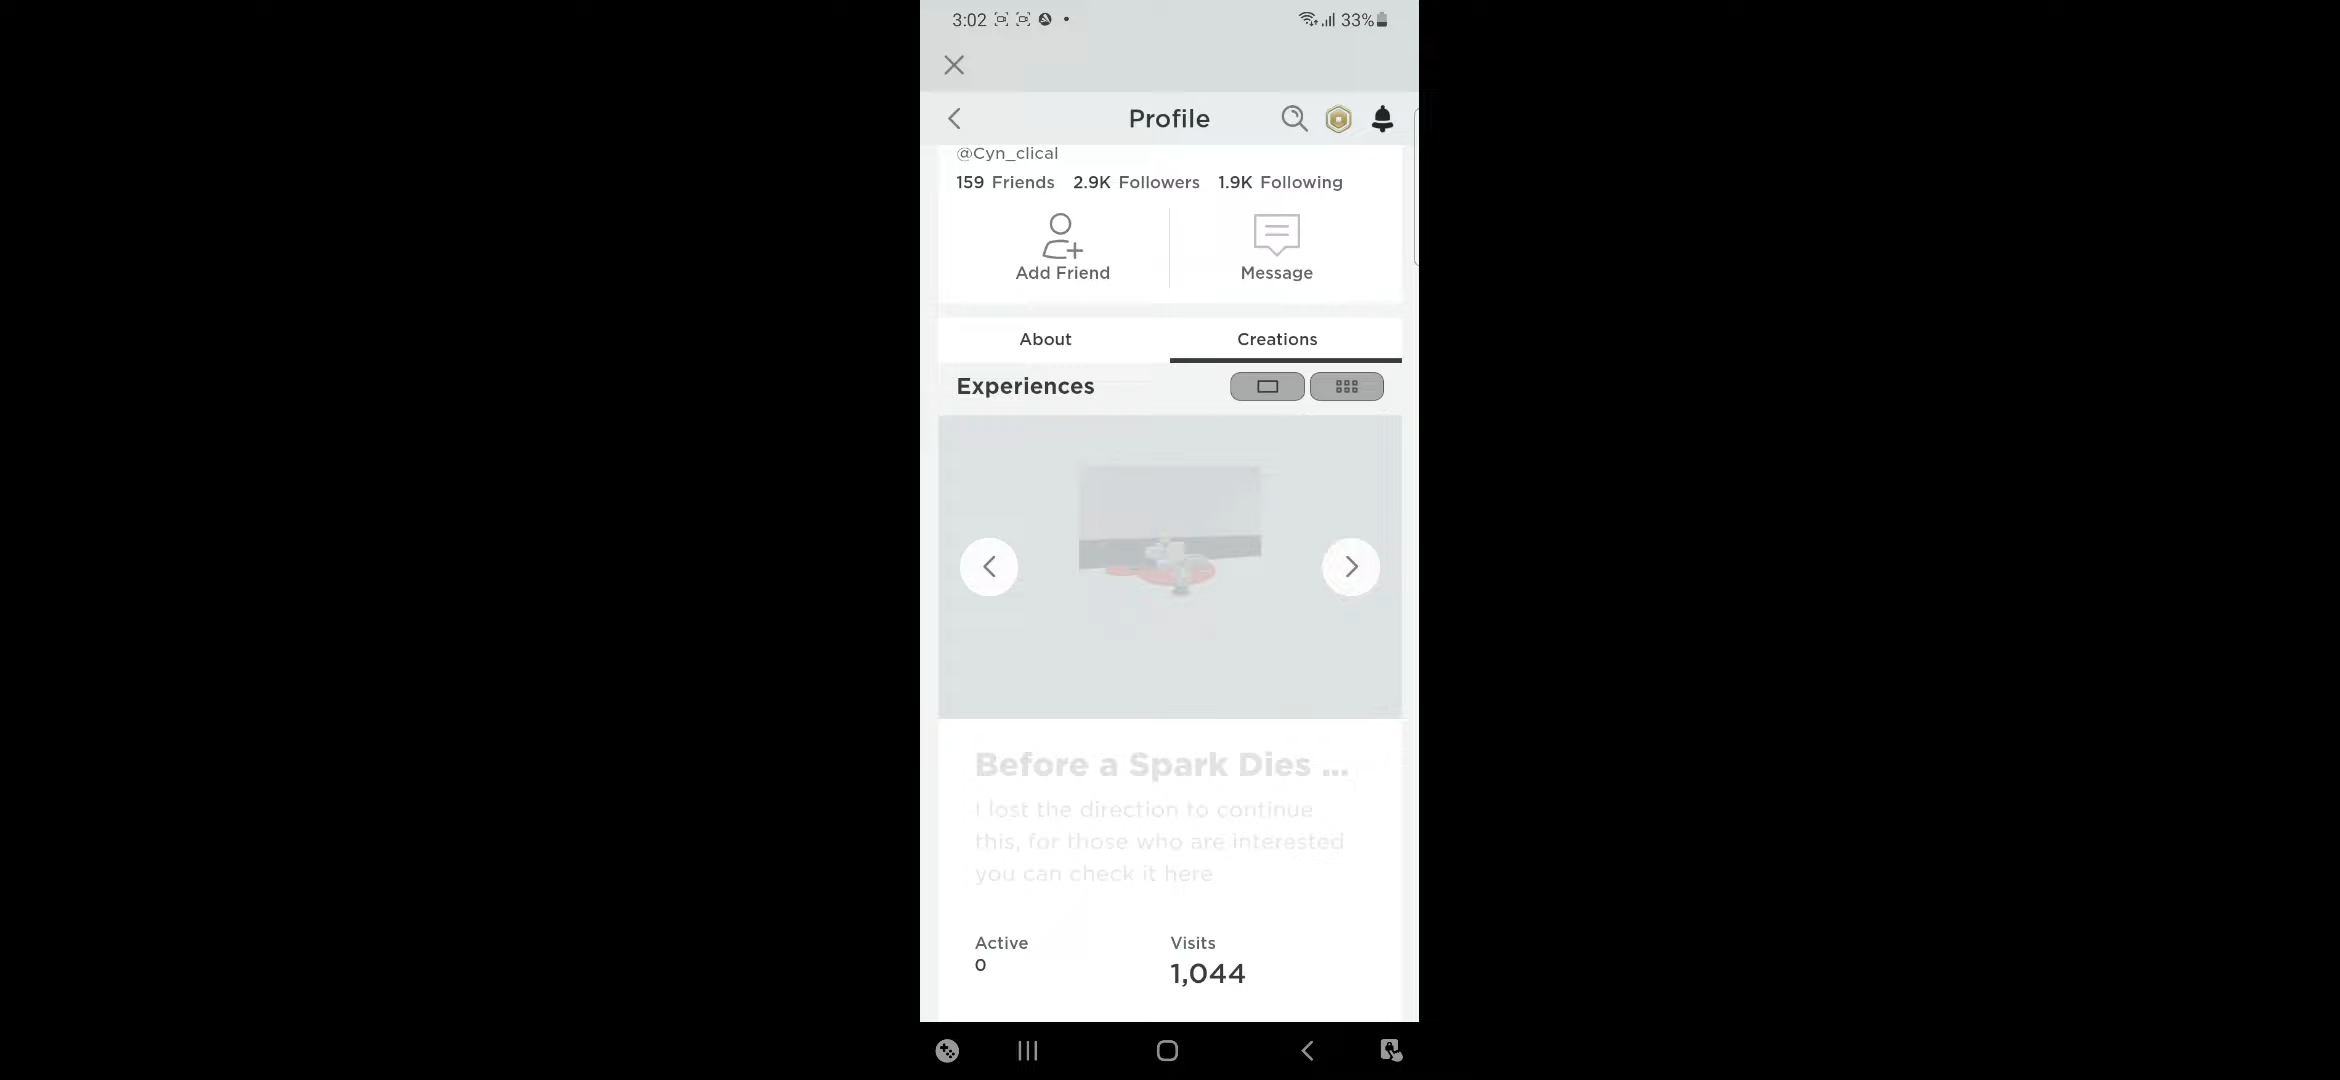 3:02
33%
Profile
@Cyn_clical
159 Friends 2.9K Followers 1.9K Following
Add Friend Message
About Creations
Experiences
Before a Spark Dies ...
I lost the direction to continue
this, for those who are interested
you can check it here
Active Visits
0 1,044